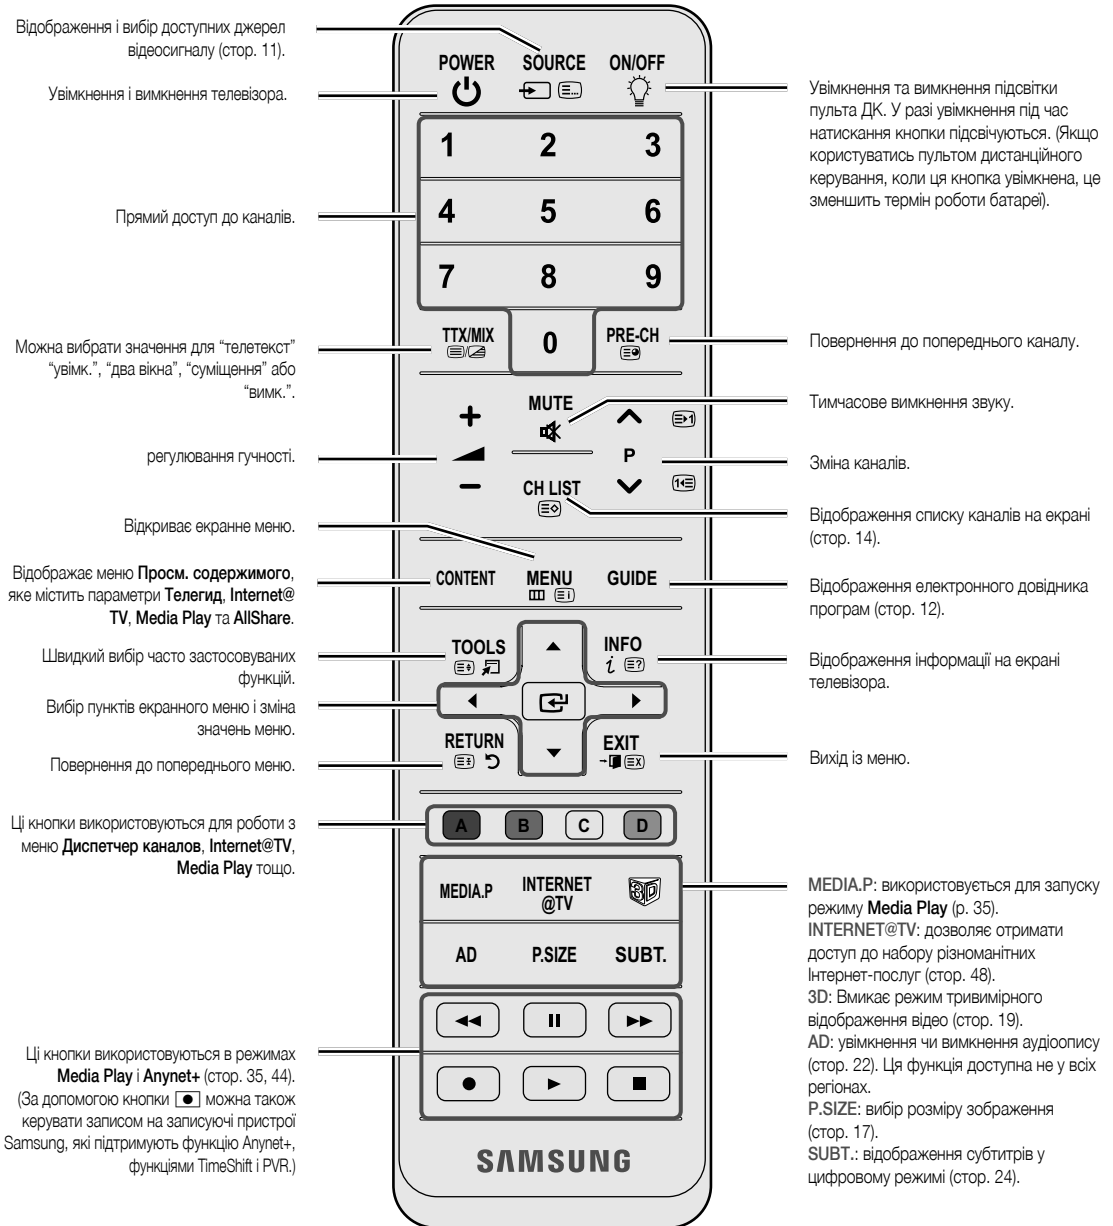 Відображення і вибір доступних джерел
відеосигналу (стор. 11).
Увімкнення і вимкнення телевізора.
Прямий доступ до каналів.
Можна вибрати значення для “телетекст”
“увімк.”, “два вікна”, “суміщення” або
“вимк.”.
регулювання гучності.
Відкриває екранне меню.
Відображає меню Просм. содержимого,
яке містить параметри Телегид, Internet@
TV, Media Play та AllShare.
Швидкий вибір часто застосовуваних
функцій.
Вибір пунктів екранного меню і зміна
значень меню.
Повернення до попереднього меню.
Ці кнопки використовуються для роботи з
меню Диспетчер каналов, Internet@TV,
Media Play тощо.
Ці кнопки використовуються в режимах
Media Play і Anynet+ (стор. 35, 44).
(За допомогою кнопки можна також
керувати записом на записуючі пристрої
Samsung, які підтримують функцію Anynet+,
функціями TimeShift і PVR.)
POWER SOURCE ON/OFF
1 2 3
4 5 6
7 8 9
TTX/MIX 0 PRE-CH
+ MUTE
P
− CH LIST
CONTENT MENU GUIDE
TOOLS INFO
RETURN EXIT
A B C D
MEDIA.P INTERNET @TV 3D
AD P.SIZE SUBT.
SAMSUNG
Увімкнення та вимкнення підсвітки
пульта ДК. У разі увімкнення під час
натискання кнопки підсвічуються. (Якщо
користуватись пультом дистанційного
керування, коли ця кнопка увімкнена, це
зменшить термін роботи батареї).
Повернення до попереднього каналу.
Тимчасове вимкнення звуку.
Зміна каналів.
Відображення списку каналів на екрані
(стор. 14).
Відображення електронного довідника
програм (стор. 12).
Відображення інформації на екрані
телевізора.
Вихід із меню.
MEDIA.P: використовується для запуску
режиму Media Play (p. 35).
INTERNET@TV: дозволяє отримати
доступ до набору різноманітних
Інтернет-послуг (стор. 48).
3D: Вмикає режим тривимірного
відображення відео (стор. 19).
AD: увімкнення чи вимкнення аудіоопису
(стор. 22). Ця функція доступна не у всіх
регіонах.
P.SIZE: вибір розміру зображення
(стор. 17).
SUBT.: відображення субтитрів у
цифровому режимі (стор. 24).